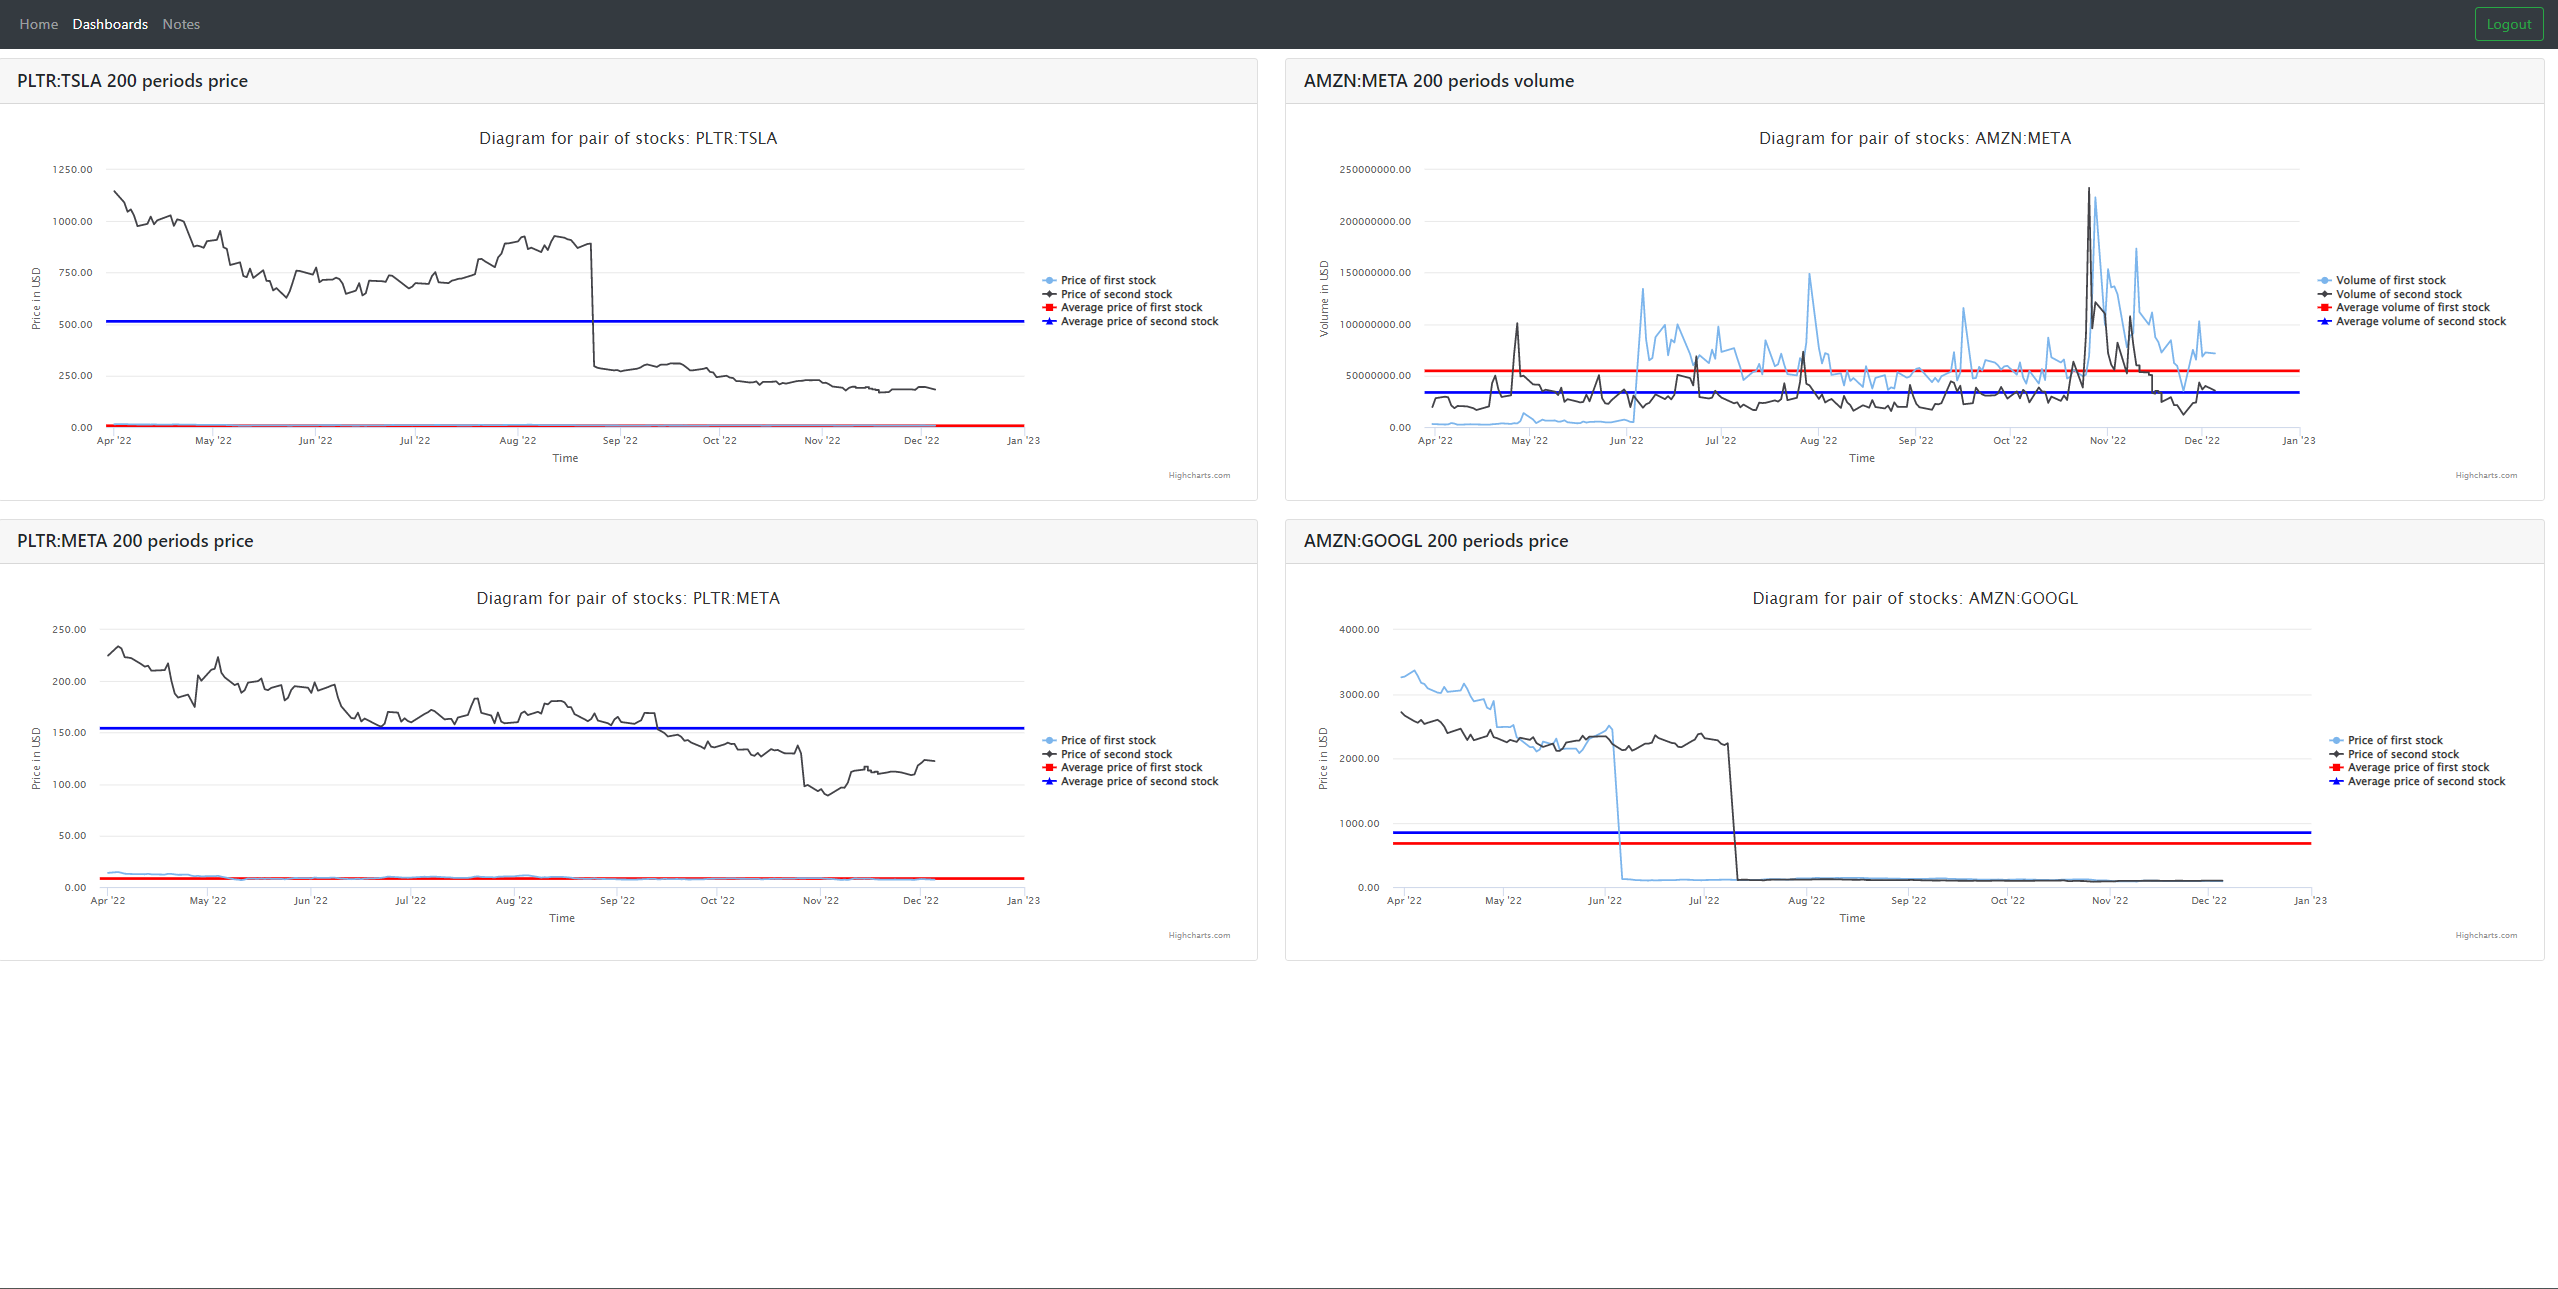 Home Dashboards Notes Logout
PLTR:TSLA 200 periods price
Diagram for pair of stocks: PLTR:TSLA
1250.00
1000.00
750.00
500.00
250.00
0.00
Price in USD
Apr '22 May '22 Jun '22 Jul '22 Aug '22 Sep '22 Oct '22 Nov '22 Dec '22 Jan '23
Time
Price of first stock
Price of second stock
Average price of first stock
Average price of second stock
Highcharts.com
AMZN:META 200 periods volume
Diagram for pair of stocks: AMZN:META
250000000.00
200000000.00
150000000.00
100000000.00
50000000.00
0.00
Volume in USD
Apr '22 May '22 Jun '22 Jul '22 Aug '22 Sep '22 Oct '22 Nov '22 Dec '22 Jan '23
Time
Volume of first stock
Volume of second stock
Average volume of first stock
Average volume of second stock
Highcharts.com
PLTR:META 200 periods price
Diagram for pair of stocks: PLTR:META
250.00
200.00
150.00
100.00
50.00
0.00
Price in USD
Apr '22 May '22 Jun '22 Jul '22 Aug '22 Sep '22 Oct '22 Nov '22 Dec '22 Jan '23
Time
Price of first stock
Price of second stock
Average price of first stock
Average price of second stock
Highcharts.com
AMZN:GOOGL 200 periods price
Diagram for pair of stocks: AMZN:GOOGL
4000.00
3000.00
2000.00
1000.00
0.00
Price in USD
Apr '22 May '22 Jun '22 Jul '22 Aug '22 Sep '22 Oct '22 Nov '22 Dec '22 Jan '23
Time
Price of first stock
Price of second stock
Average price of first stock
Average price of second stock
Highcharts.com